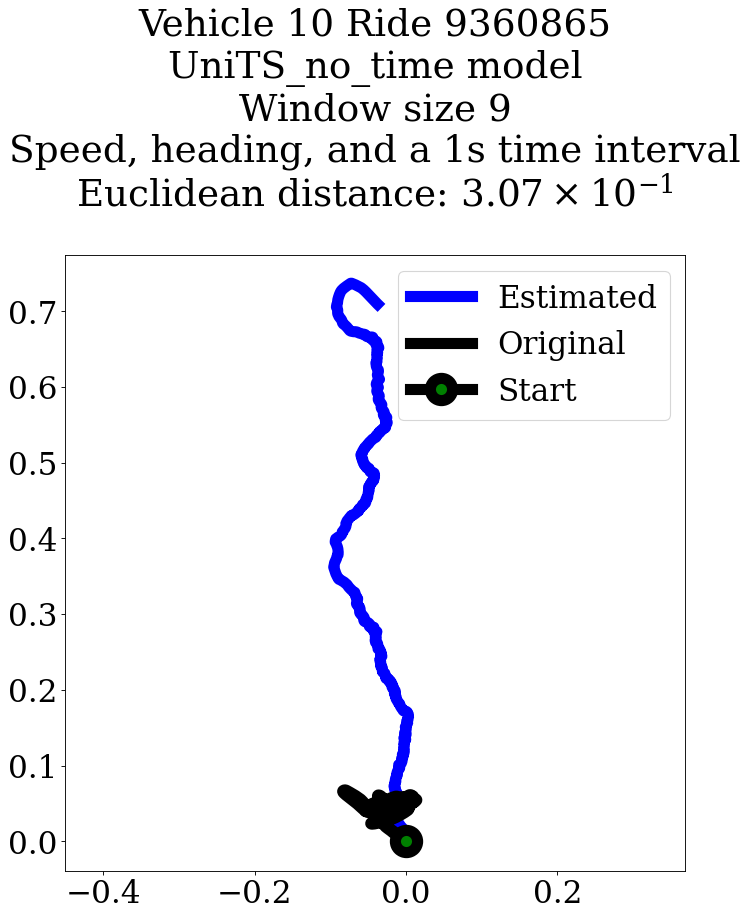 Vehicle 10 Ride 9360865
UniTS_no_time model
Window size 9
Speed, heading, and a 1s time interval
Euclidean distance: 3.07 × 10⁻¹
Estimated
Original
Start
0.7
0.6
0.5
0.4
0.3
0.2
0.1
0.0
−0.4 −0.2 0.0 0.2